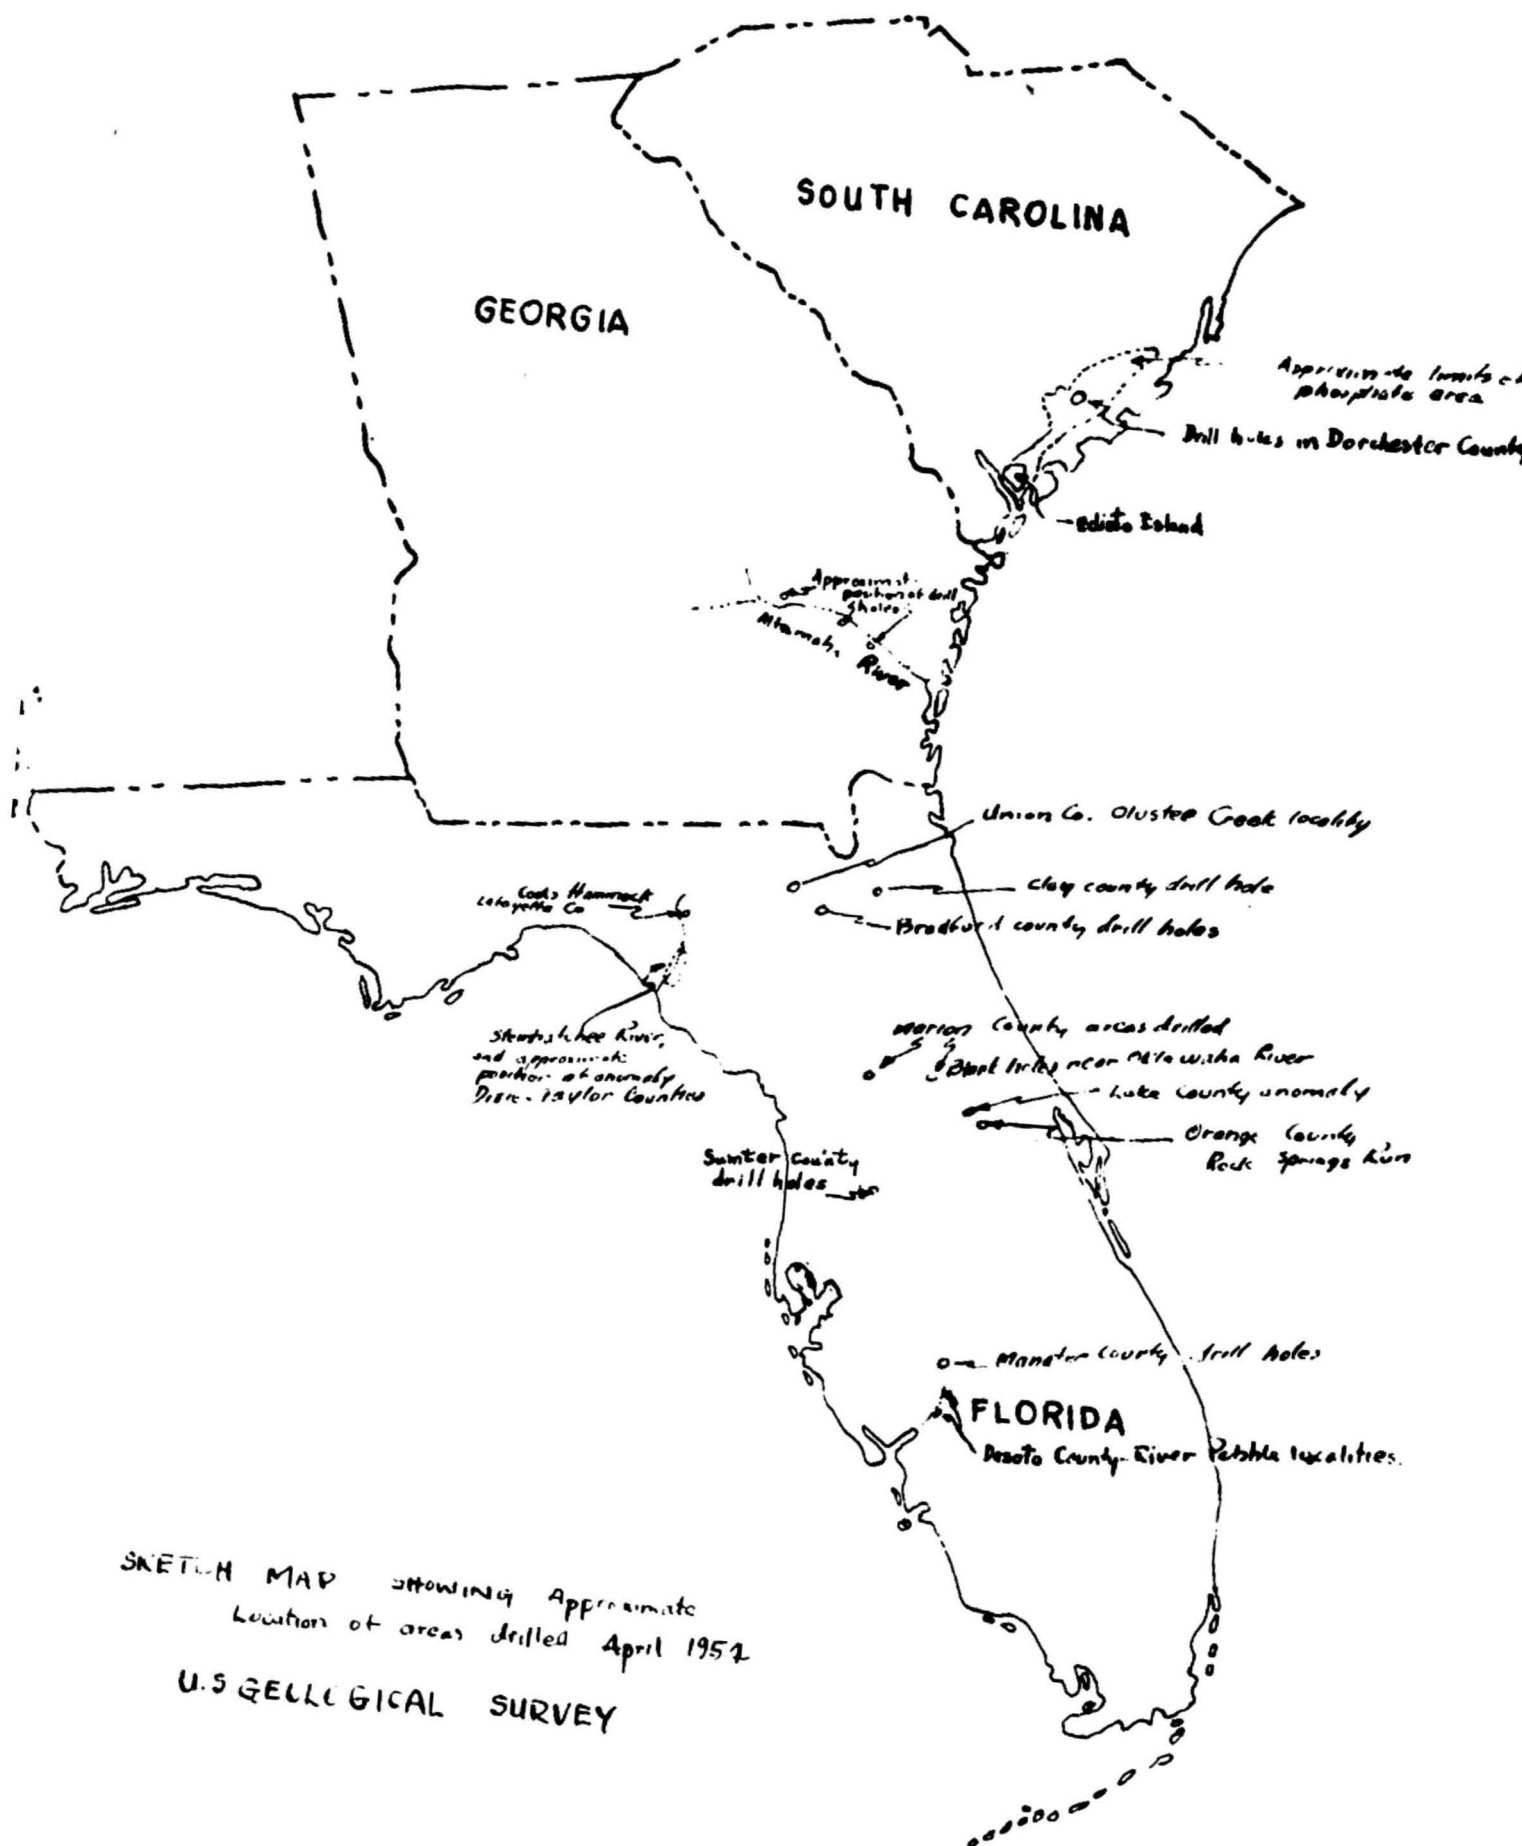 SOUTH CAROLINA
GEORGIA
Approximate limits of
phosphate area
Drill holes in Dorchester County
Edisto Island
Approximat.
position of drill
holes
Altamaha
River
Union Co. Olustee Creek locality
Clay county drill hole
Bradford county drill holes
Cooks Hammock
Lafayette Co
Steinhatchee River,
and approximate
position of anomaly
Dixie-Taylor Counties
Marion County areas drilled
holes near River
Lake County anomaly
Orange County
Rock Springs Run
Sumter County
drill holes
Manatee County drill holes
FLORIDA
Desoto County-River Pebble localities.
SKETCH MAP SHOWING Approximate
Location of areas drilled April
U.S GEOLOGICAL SURVEY